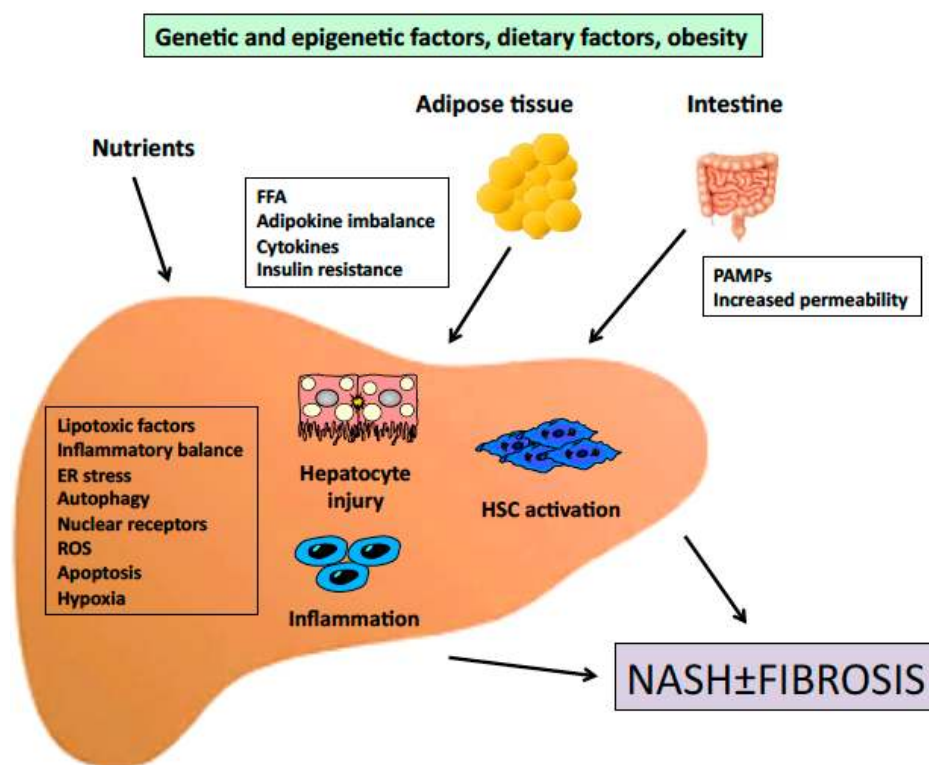 Genetic and epigenetic factors, dietary factors, obesity
Adipose tissue
Intestine
Nutrients
FFA
Adipokine imbalance
Cytokines
Insulin resistance
PAMPs
Increased permeability
Lipotoxic factors
Inflammatory balance
ER stress
Autophagy
Nuclear receptors
ROS
Apoptosis
Hypoxia
Hepatocyte
injury
HSC activation
Inflammation
NASH±FIBROSIS